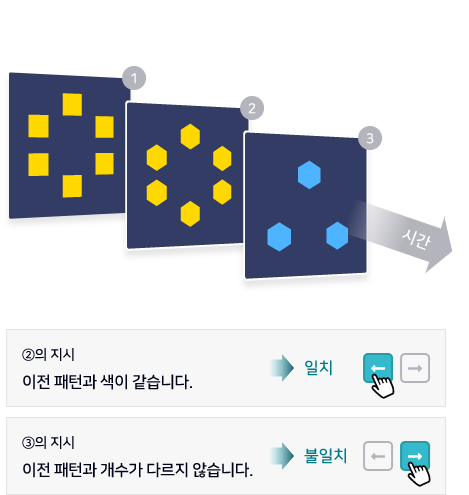 1
2
3
시간
②의 지시
이전 패턴과 색이 같습니다.
일치
←
→
③의 지시
이전 패턴과 개수가 다르지 않습니다.
불일치
←
→